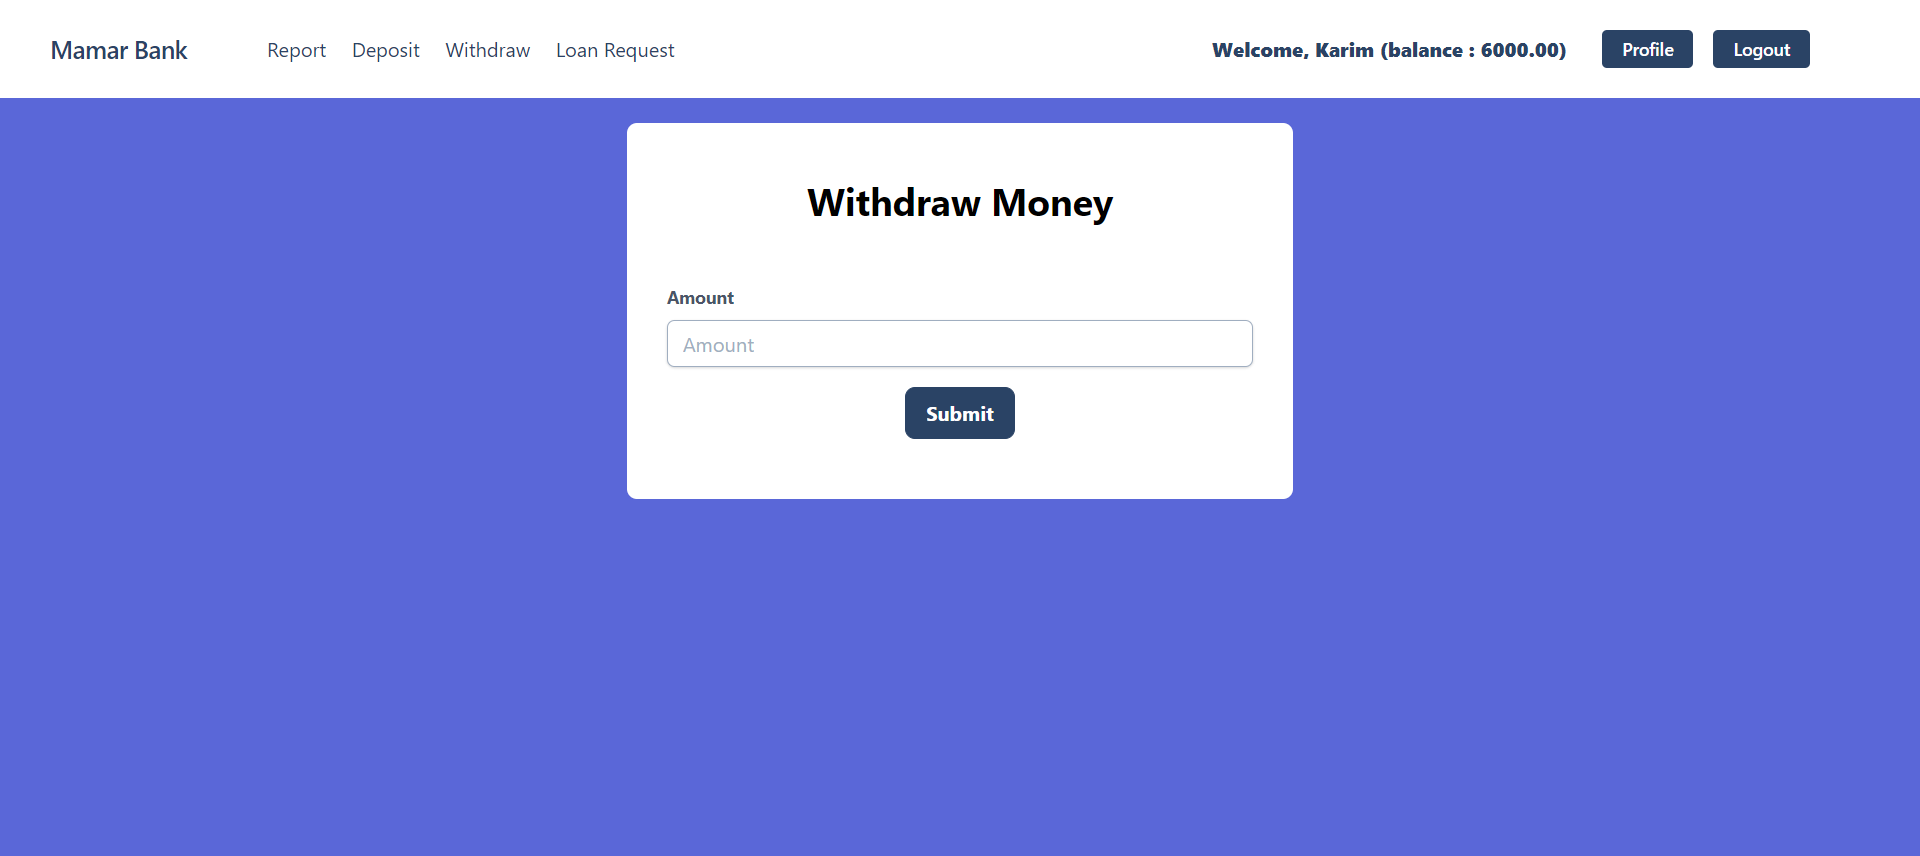 Mamar Bank Report Deposit Withdraw Loan Request Welcome, Karim (balance : 6000.00) Profile Logout
Withdraw Money
Amount
Amount
Submit